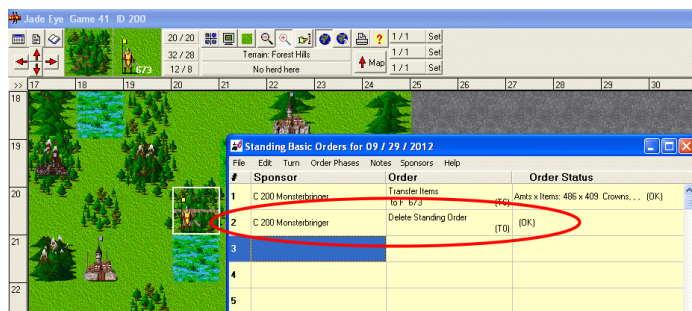 Jade Eye Game 41 ID 200
20 / 20
1 / 1 Set
32 / 28
Terrain: Forest Hills
Map
1 / 1 Set
673
12 / 8
No herd here
1 / 1 Set
>> 17 18 19 20 21 22 23 24 25 26 27 28 29 30
18
19
20
21
22
Standing Basic Orders for 09 / 29 / 2012
File Edit Turn Order Phases Notes Sponsors Help
# Sponsor Order Order Status
1 C 200 Monsterbringer Transfer Items Amts x Items: 486 x 409 Crowns, . . (OK)
to F 673 (T6)
2 C 200 Monsterbringer Delete Standing Order (OK)
(T0)
3
4
5